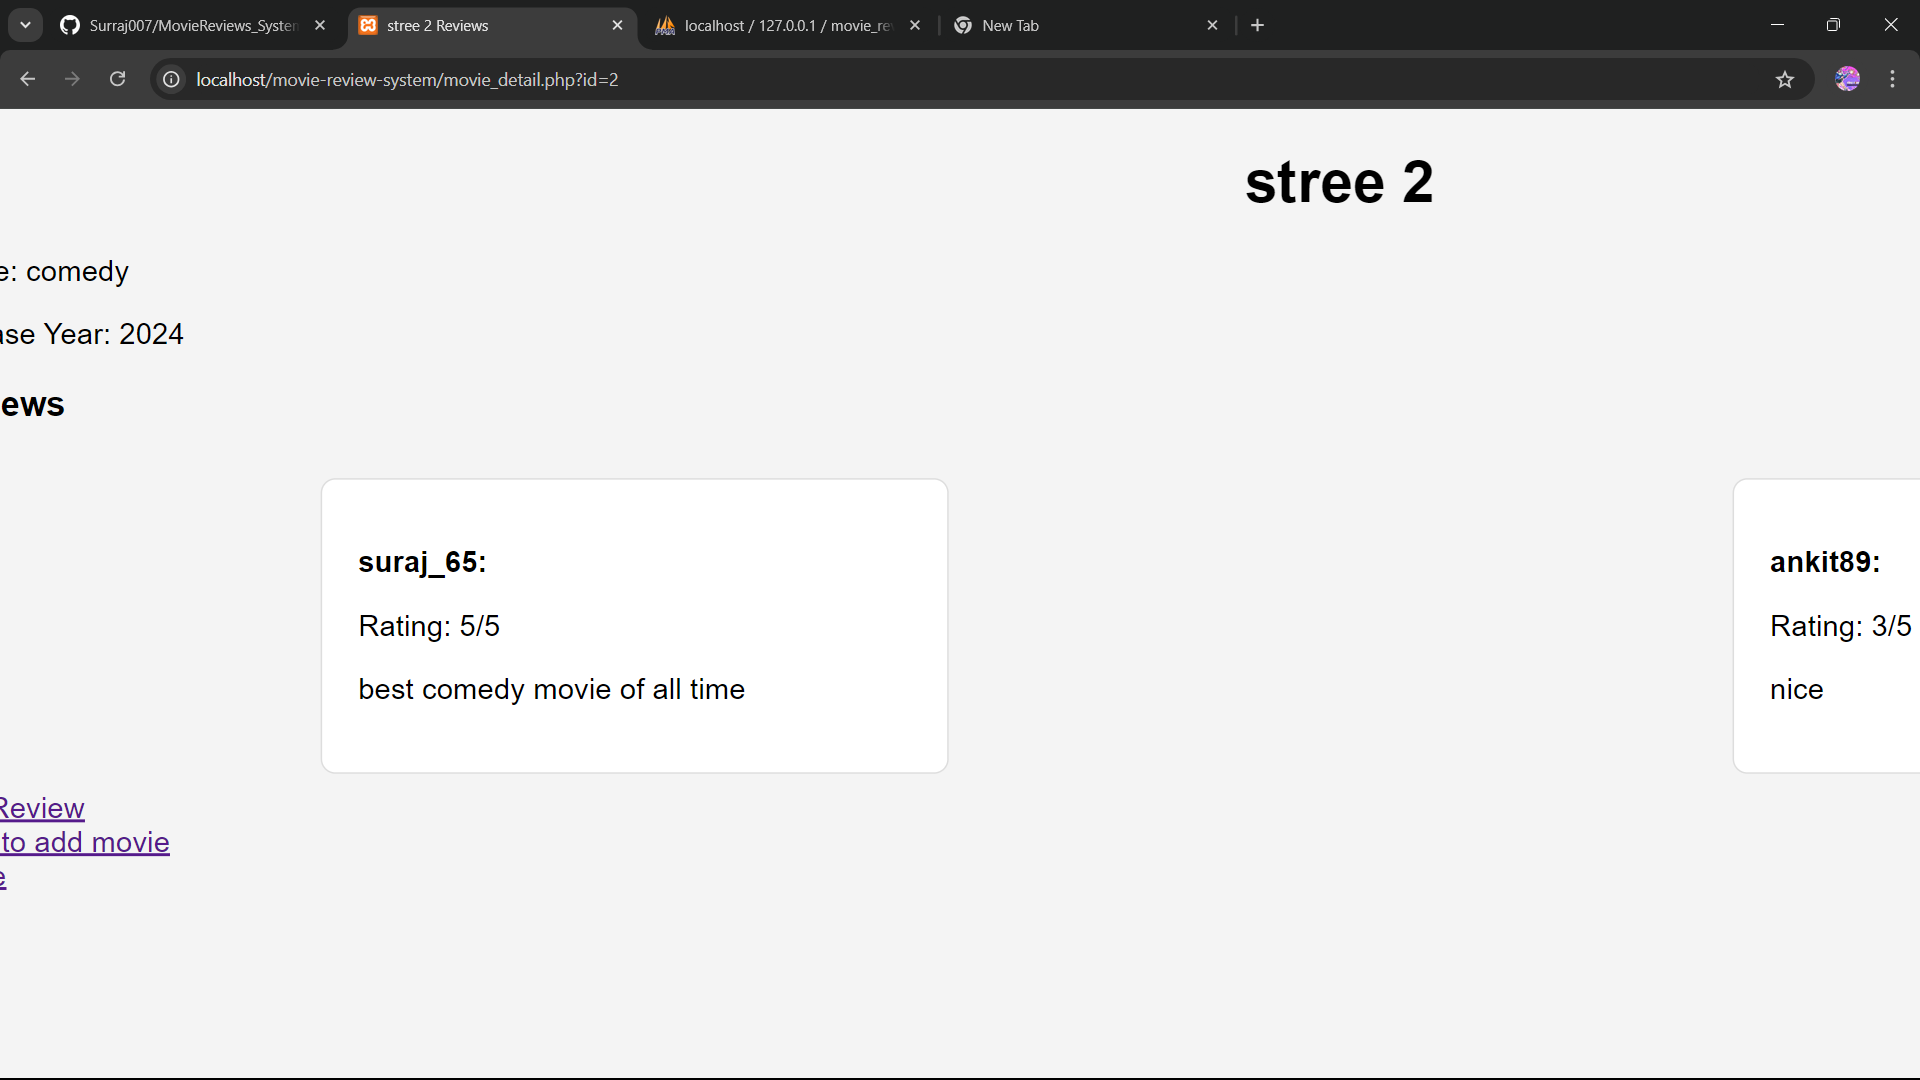 Surraj007/MovieReviews_System
stree 2 Reviews
localhost / 127.0.0.1 / movie_re
New Tab
localhost/movie-review-system/movie_detail.php?id=2
stree 2
e: comedy
ase Year: 2024
ews
suraj_65:
Rating: 5/5
best comedy movie of all time
ankit89:
Rating: 3/5
nice
Review
to add movie
e